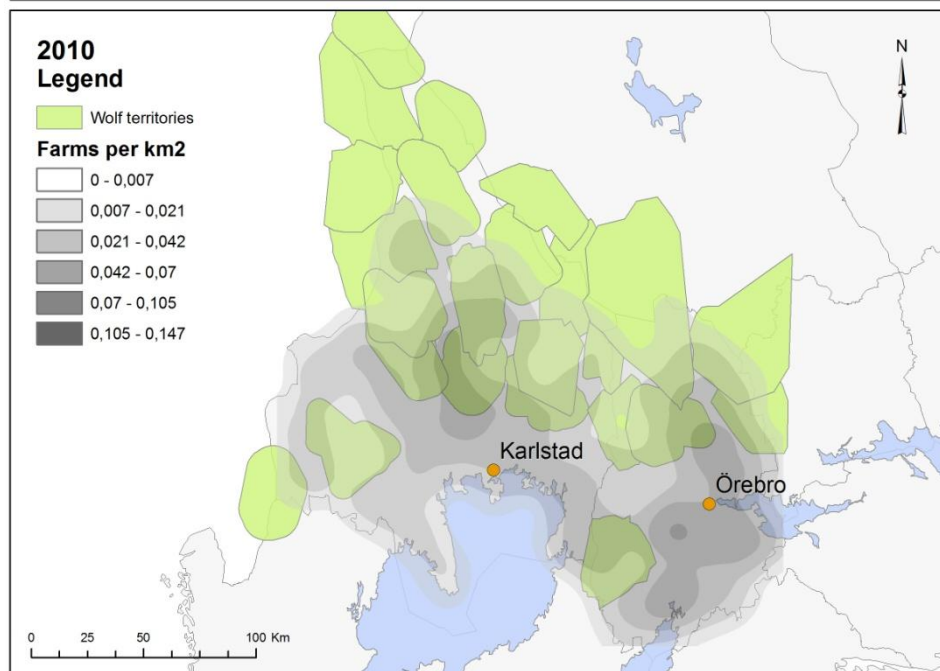 2010
Legend
Wolf territories
Farms per km2
0 - 0,007
0,007 - 0,021
0,021 - 0,042
0,042 - 0,07
0,07 - 0,105
0,105 - 0,147
N
Karlstad
Örebro
0 25 50 100 Km